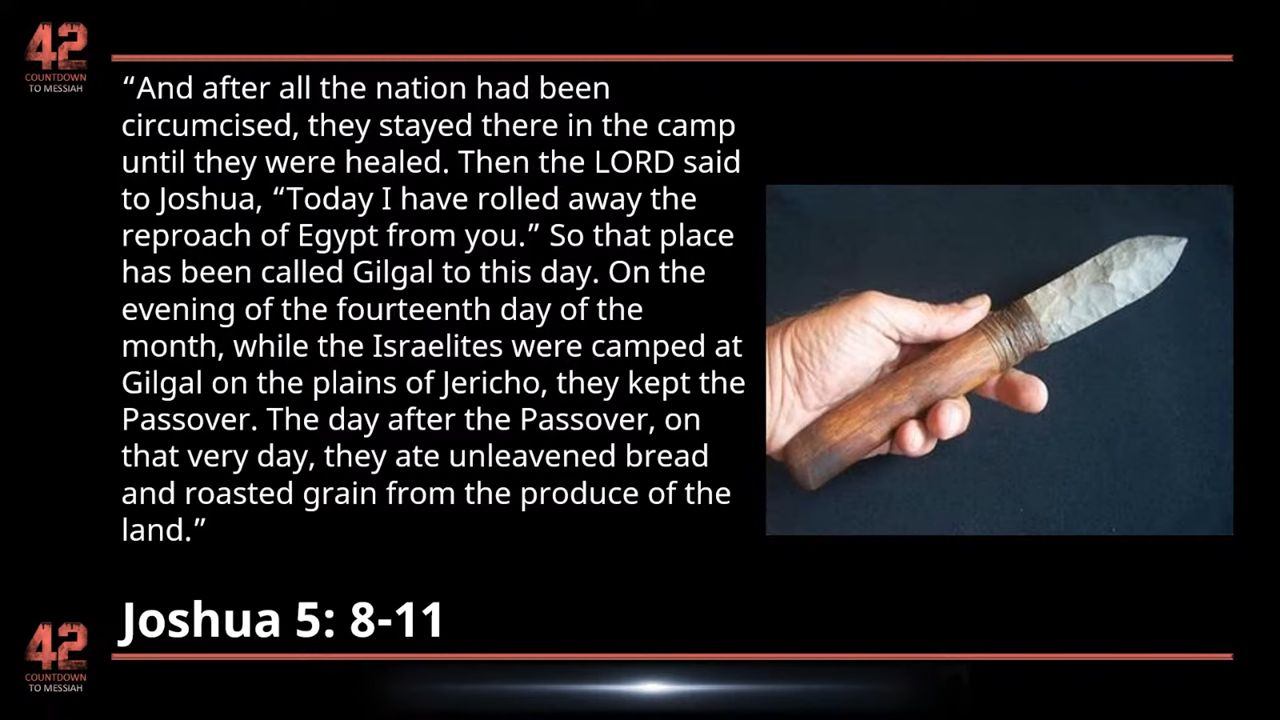 42
COUNTDOWN
TO MESSIAH
“And after all the nation had been
circumcised, they stayed there in the camp
until they were healed. Then the LORD said
to Joshua, “Today I have rolled away the
reproach of Egypt from you.” So that place
has been called Gilgal to this day. On the
evening of the fourteenth day of the
month, while the Israelites were camped at
Gilgal on the plains of Jericho, they kept the
Passover. The day after the Passover, on
that very day, they ate unleavened bread
and roasted grain from the produce of the
land.”
Joshua 5: 8-11
42
COUNTDOWN
TO MESSIAH